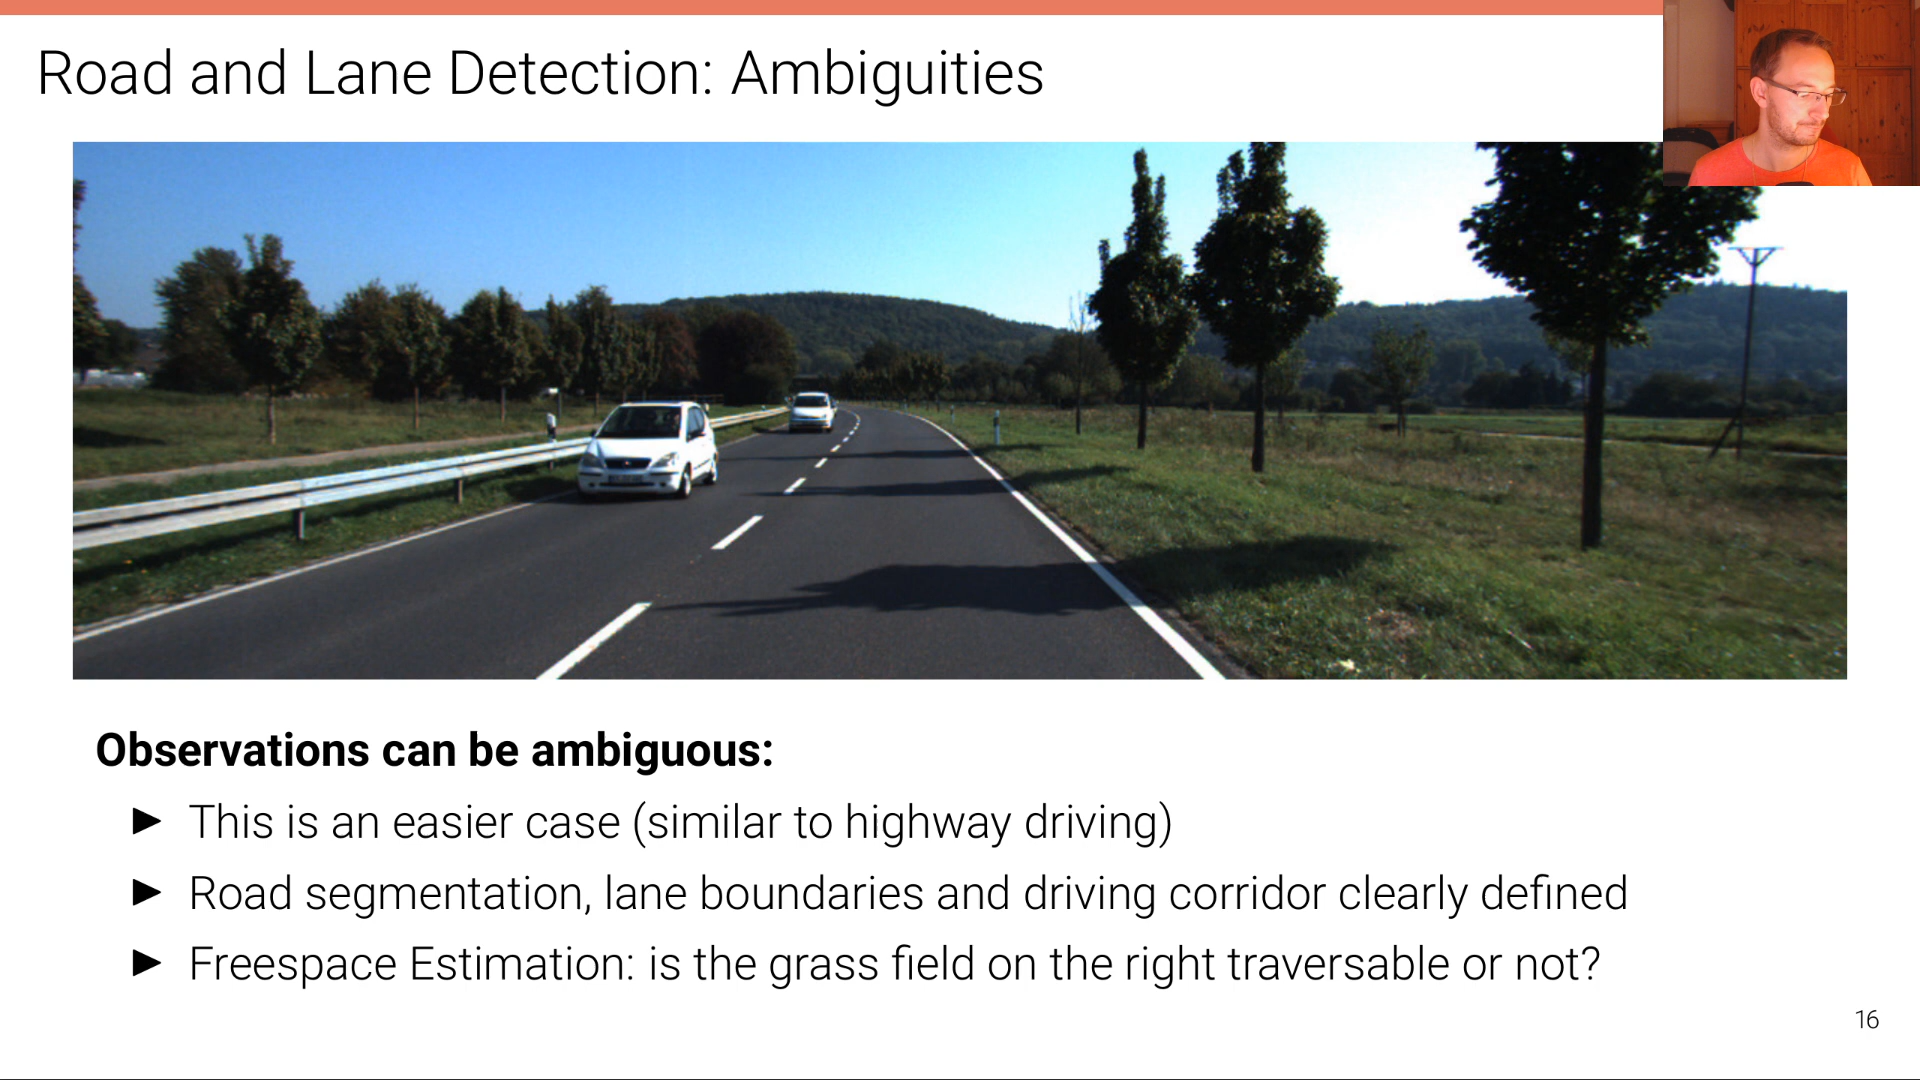 Road and Lane Detection: Ambiguities
Observations can be ambiguous:
► This is an easier case (similar to highway driving)
► Road segmentation, lane boundaries and driving corridor clearly defined
► Freespace Estimation: is the grass field on the right traversable or not?
16